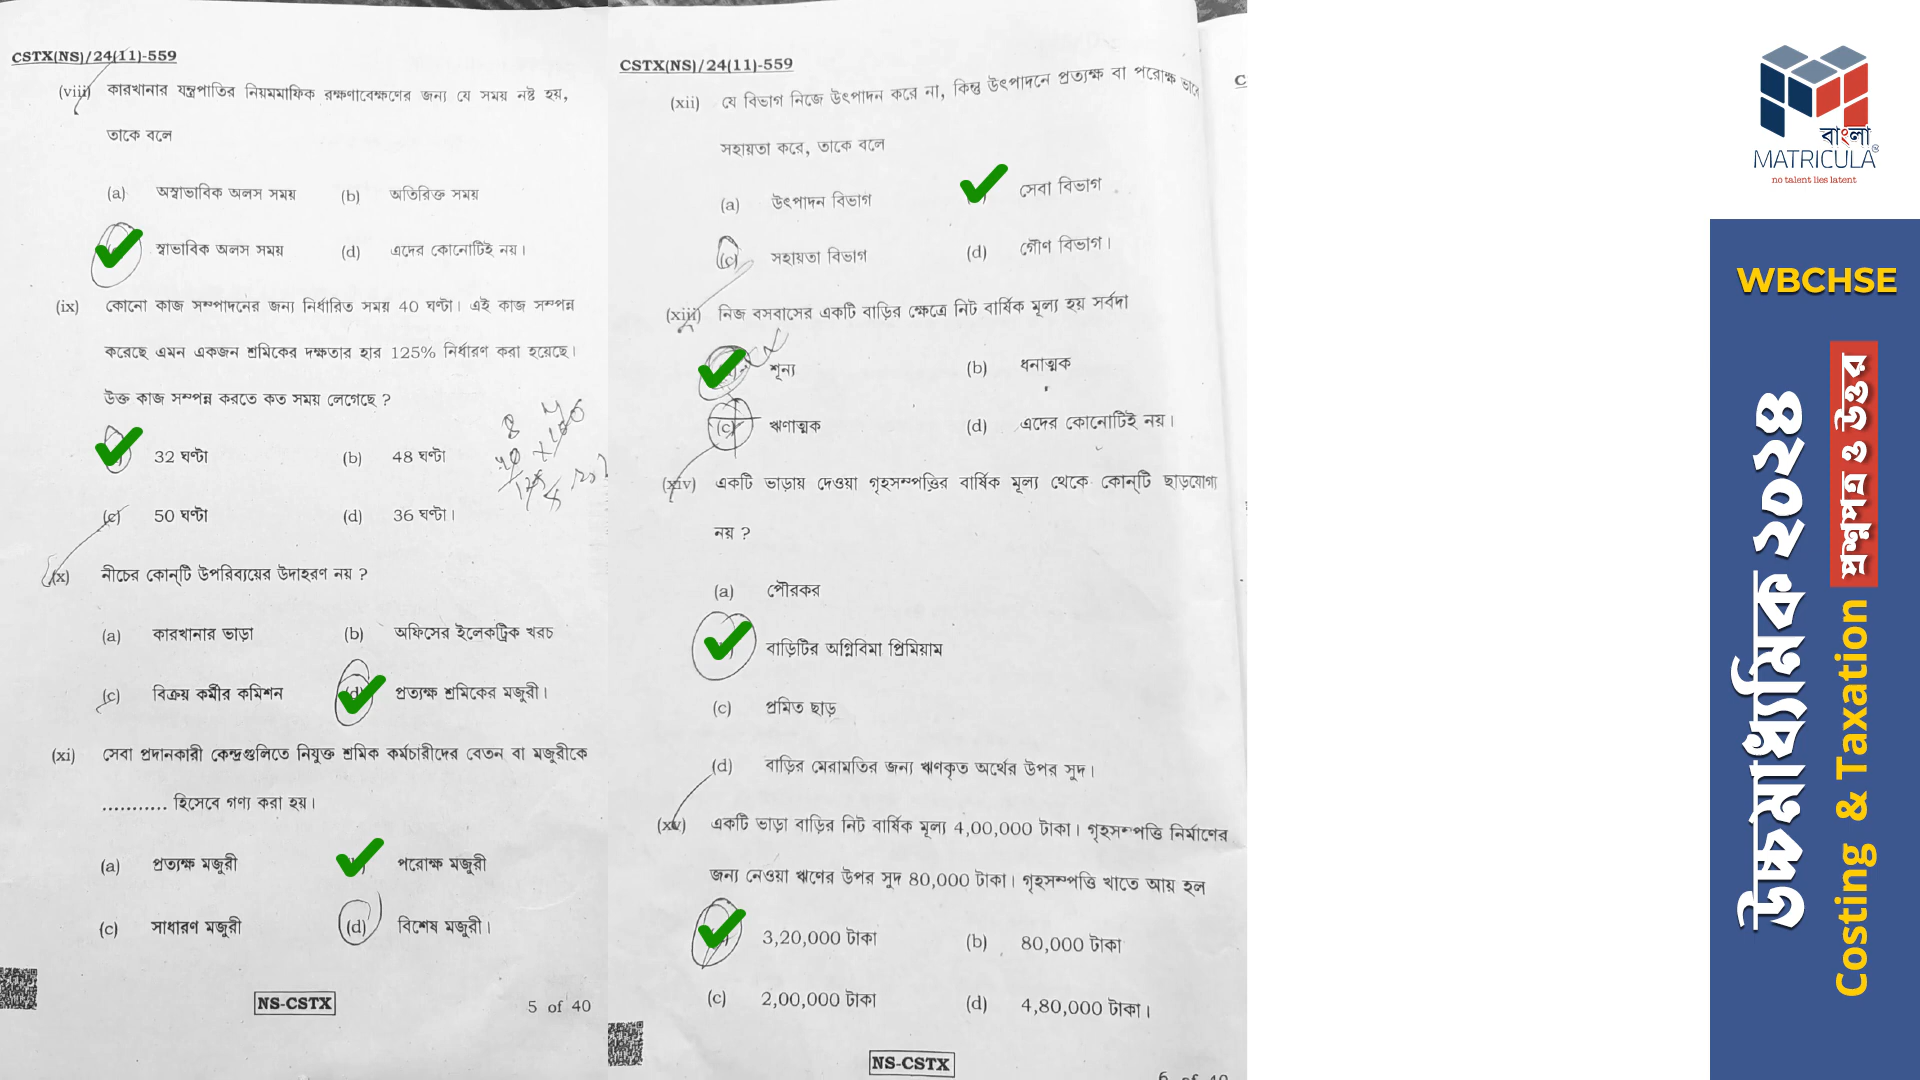 CSTX(NS)/24(11)-559
(viii) কারখানার যন্ত্রপাতির নিয়মমাফিক রক্ষণাবেক্ষণের জন্য যে সময় নষ্ট হয়,
তাকে বলে
(a) অস্বাভাবিক অলস সময় (b) অতিরিক্ত সময়
স্বাভাবিক অলস সময় (d) এদের কোনোটিই নয়।
(ix) কোনো কাজ সম্পাদনের জন্য নির্ধারিত সময় 40 ঘণ্টা। এই কাজ সম্পন্ন
করেছে এমন একজন শ্রমিকের দক্ষতার হার 125% নির্ধারণ করা হয়েছে।
উক্ত কাজ সম্পন্ন করতে কত সময় লেগেছে ?
32 ঘণ্টা (b) 48 ঘণ্টা
(c) 50 ঘণ্টা (d) 36 ঘণ্টা।
(x) নীচের কোন্‌টি উপরিব্যয়ের উদাহরণ নয় ?
(a) কারখানার ভাড়া (b) অফিসের ইলেকট্রিক খরচ
(c) বিক্রয় কর্মীর কমিশন (d) প্রত্যক্ষ শ্রমিকের মজুরী।
(xi) সেবা প্রদানকারী কেন্দ্রগুলিতে নিযুক্ত শ্রমিক কর্মচারীদের বেতন বা মজুরীকে
........... হিসেবে গণ্য করা হয়।
(a) প্রত্যক্ষ মজুরী পরোক্ষ মজুরী
(c) সাধারণ মজুরী (d) বিশেষ মজুরী।
NS-CSTX 5 of 40
CSTX(NS)/24(11)-559
(xii) যে বিভাগ নিজে উৎপাদন করে না, কিন্তু উৎপাদনে প্রত্যক্ষ বা পরোক্ষ ভাবে
সহায়তা করে, তাকে বলে
(a) উৎপাদন বিভাগ সেবা বিভাগ
(c) সহায়তা বিভাগ (d) গৌণ বিভাগ।
(xiii) নিজ বসবাসের একটি বাড়ির ক্ষেত্রে নিট বার্ষিক মূল্য হয় সর্বদা
শূন্য (b) ধনাত্মক
(c) ঋণাত্মক (d) এদের কোনোটিই নয়।
(xiv) একটি ভাড়ায় দেওয়া গৃহসম্পত্তির বার্ষিক মূল্য থেকে কোন্‌টি ছাড়যোগ্য
নয় ?
(a) পৌরকর
বাড়িটির অগ্নিবিমা প্রিমিয়াম
(c) প্রমিত ছাড়
(d) বাড়ির মেরামতির জন্য ঋণকৃত অর্থের উপর সুদ।
(xv) একটি ভাড়া বাড়ির নিট বার্ষিক মূল্য 4,00,000 টাকা। গৃহসম্পত্তি নির্মাণের
জন্য নেওয়া ঋণের উপর সুদ 80,000 টাকা। গৃহসম্পত্তি খাতে আয় হল
3,20,000 টাকা (b) 80,000 টাকা
(c) 2,00,000 টাকা (d) 4,80,000 টাকা।
NS-CSTX 6 of 40
C
বাংলা
MATRICULA®
no talent lies latent
WBCHSE
উচ্চমাধ্যমিক ২০২৪
Costing & Taxation প্রশ্নপত্র ও উত্তর